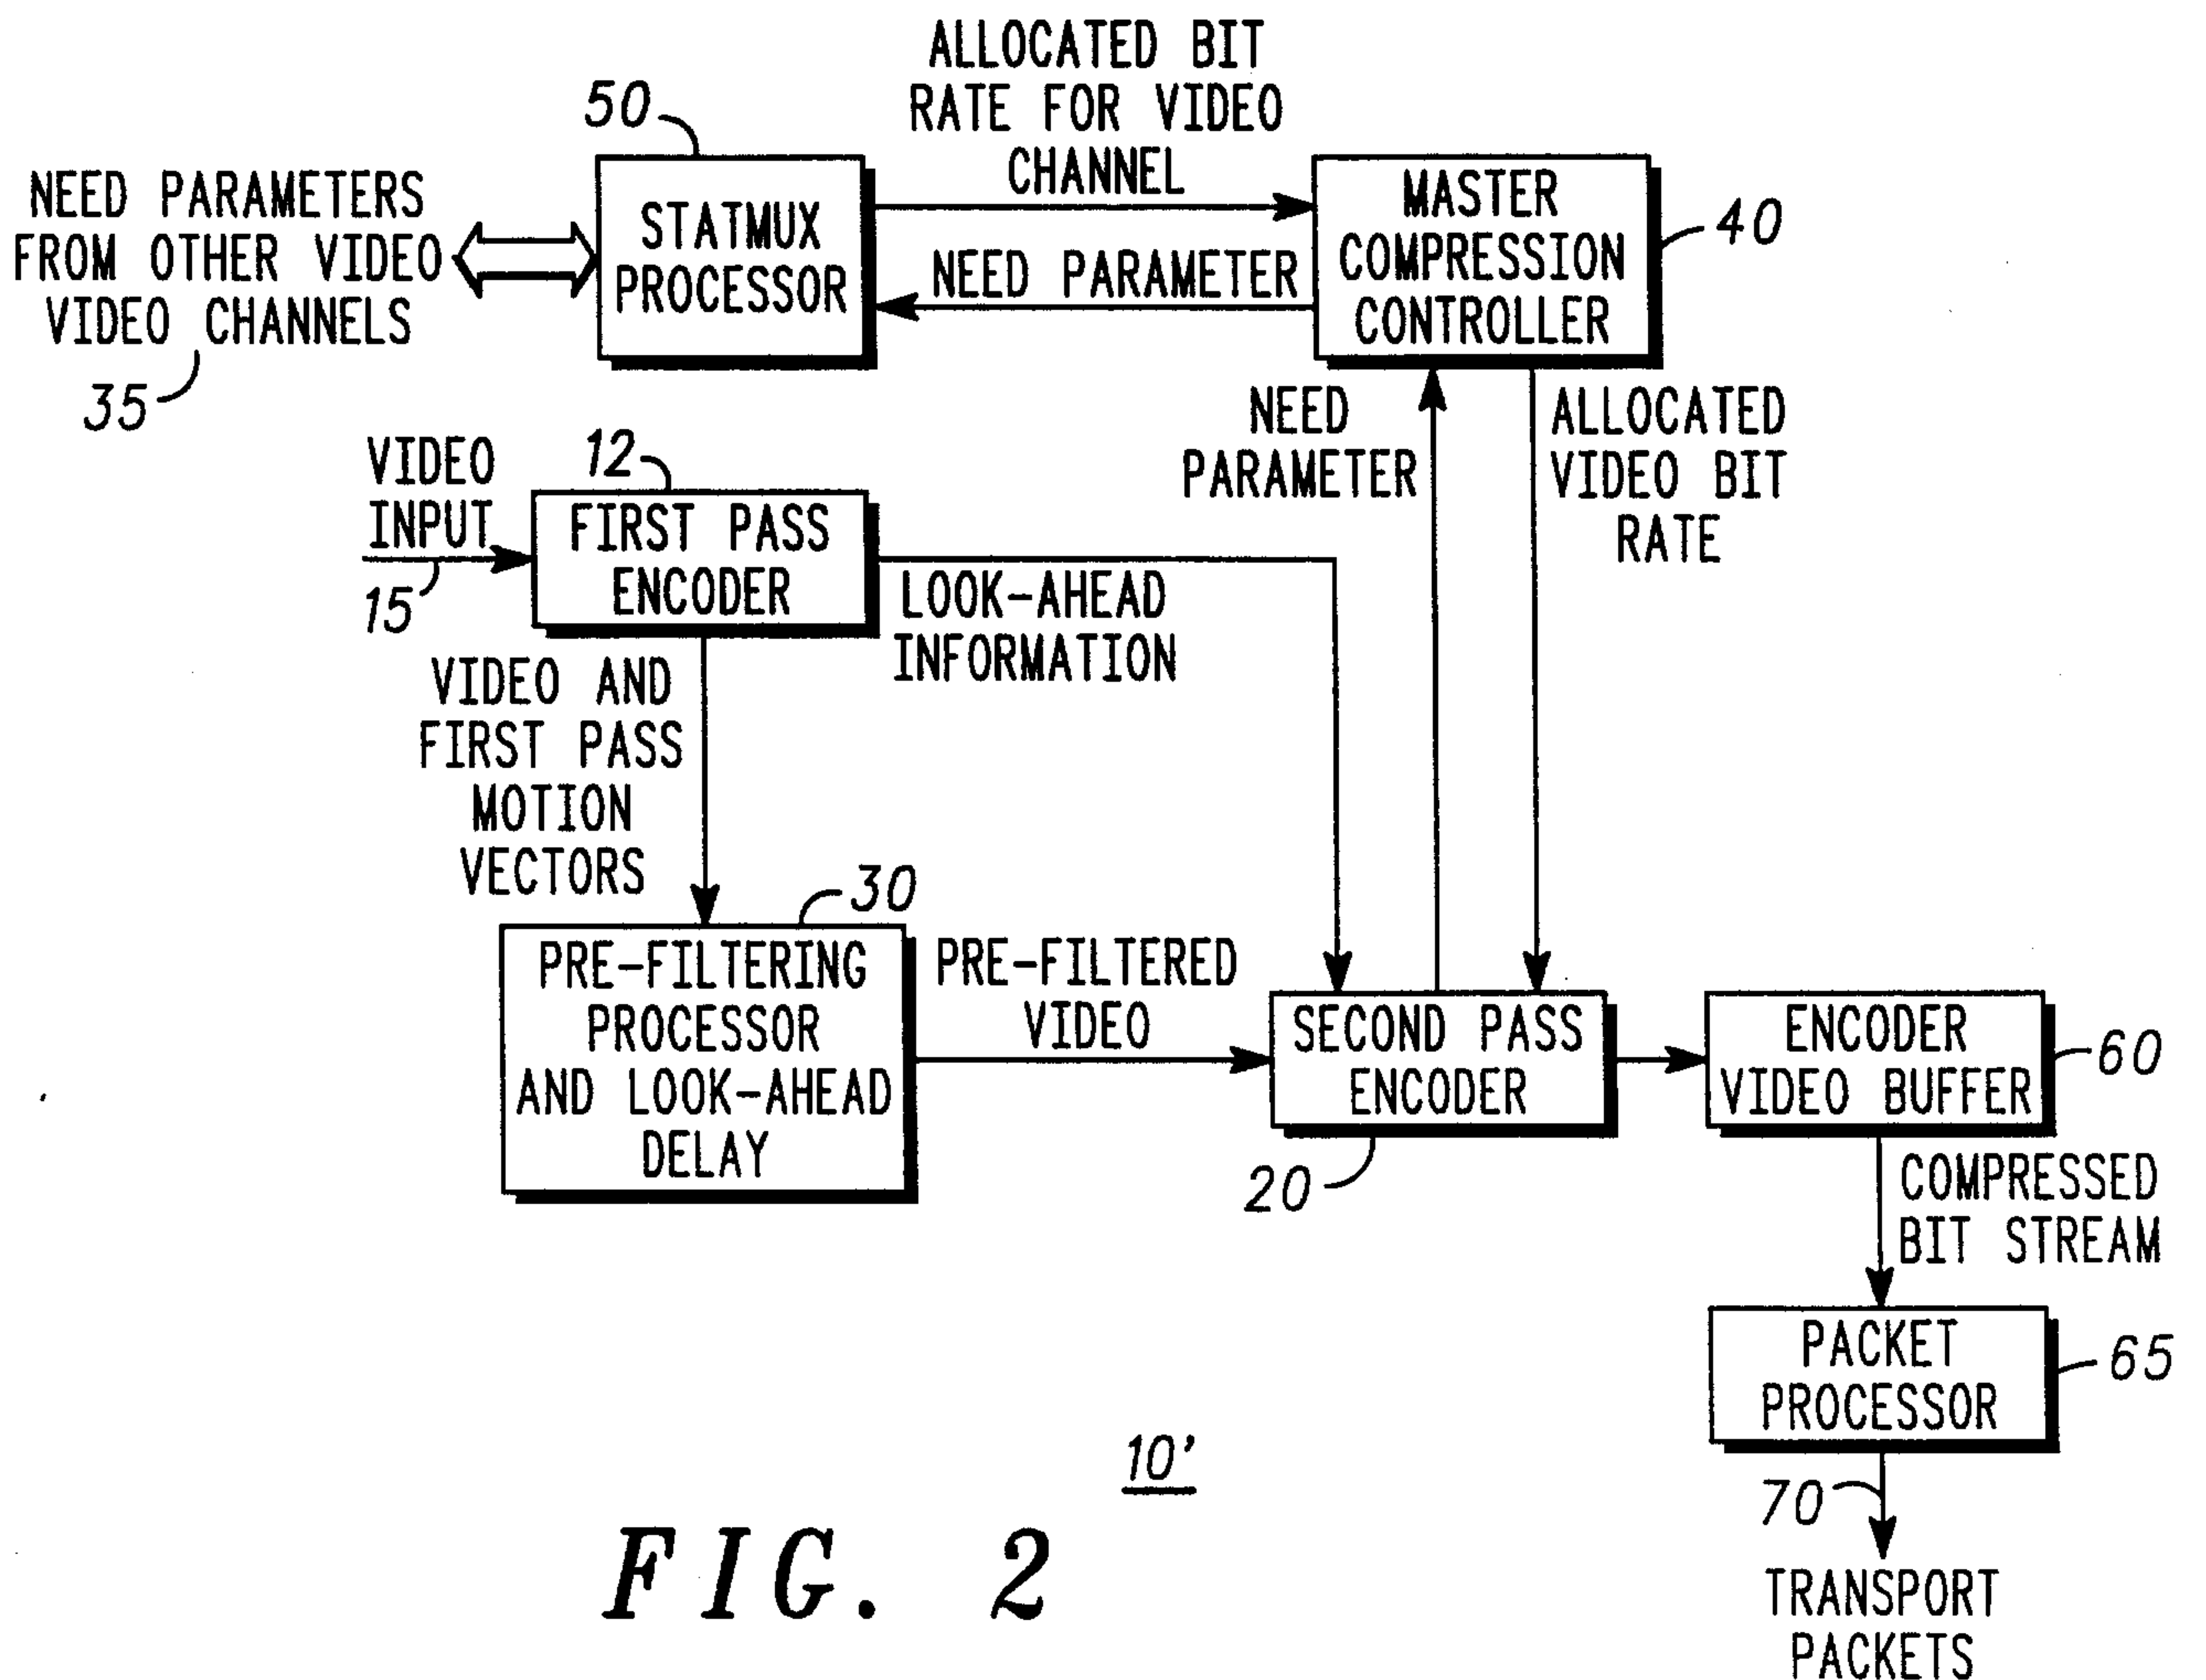 ALLOCATED BIT
RATE FOR VIDEO
CHANNEL
50
NEED PARAMETERS
FROM OTHER VIDEO
VIDEO CHANNELS
35
STATMUX
PROCESSOR
NEED PARAMETER
MASTER
COMPRESSION
CONTROLLER
40
NEED
PARAMETER
ALLOCATED
VIDEO BIT
RATE
VIDEO
INPUT
15
12
FIRST PASS
ENCODER
LOOK-AHEAD
INFORMATION
VIDEO AND
FIRST PASS
MOTION
VECTORS
30
PRE-FILTERING
PROCESSOR
AND LOOK-AHEAD
DELAY
PRE-FILTERED
VIDEO
SECOND PASS
ENCODER
20
ENCODER
VIDEO BUFFER
60
COMPRESSED
BIT STREAM
PACKET
PROCESSOR
65
70
TRANSPORT
PACKETS
10'
FIG. 2